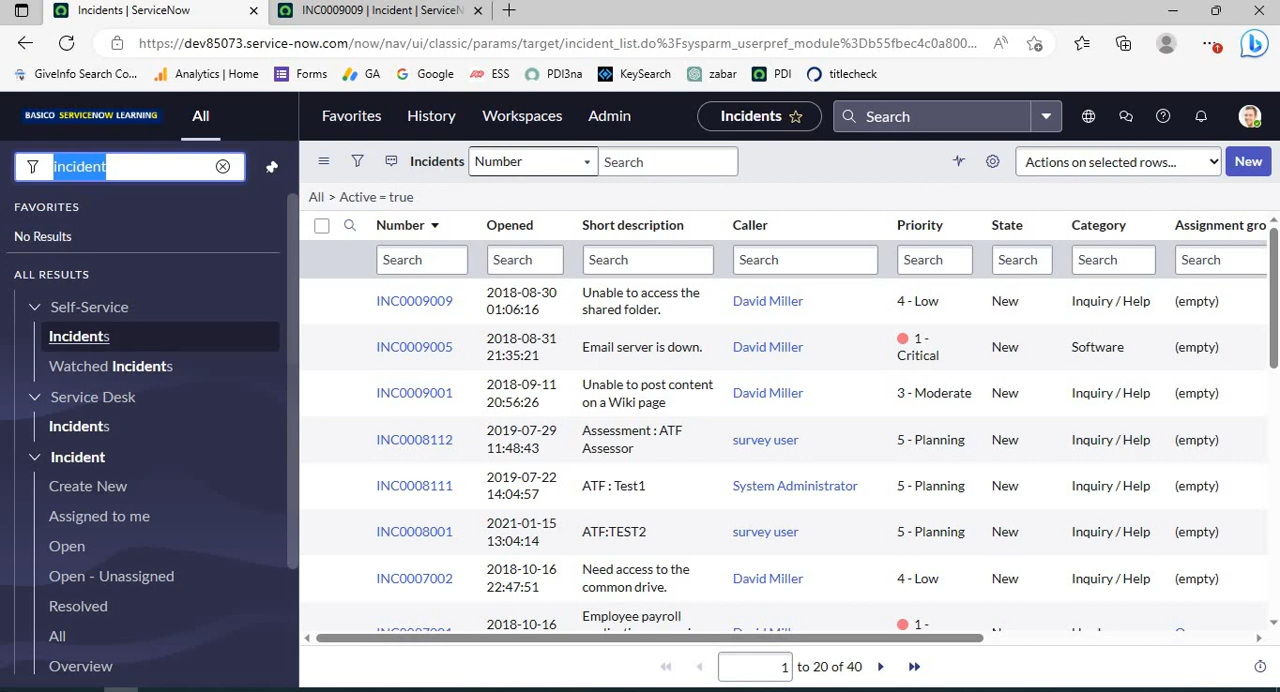 Incidents | ServiceNow
INC0009009 | Incident | ServiceN
https://dev85073.service-now.com/now/nav/ui/classic/params/target/incident_list.do%3Fsysparm_userpref_module%3Db55fbec4c0a800...
GiveInfo Search Co...
Analytics | Home
Forms
GA
Google
ESS
PDI3na
KeySearch
zabar
PDI
titlecheck
BASICO SERVICENOW LEARNING
All
Favorites
History
Workspaces
Admin
Incidents
Search
incident
Incidents
Number
Search
Actions on selected rows...
New
All > Active = true
FAVORITES
No Results
ALL RESULTS
Self-Service
Incidents
Watched Incidents
Service Desk
Incidents
Incident
Create New
Assigned to me
Open
Open - Unassigned
Resolved
All
Overview
Number Opened Short description Caller Priority State Category Assignment gro
Search Search Search Search Search Search Search Search
INC0009009 2018-08-30 01:06:16 Unable to access the shared folder. David Miller 4 - Low New Inquiry / Help (empty)
INC0009005 2018-08-31 21:35:21 Email server is down. David Miller 1 - Critical New Software (empty)
INC0009001 2018-09-11 20:56:26 Unable to post content on a Wiki page David Miller 3 - Moderate New Inquiry / Help (empty)
INC0008112 2019-07-29 11:48:43 Assessment : ATF Assessor survey user 5 - Planning New Inquiry / Help (empty)
INC0008111 2019-07-22 14:04:57 ATF : Test1 System Administrator 5 - Planning New Inquiry / Help (empty)
INC0008001 2021-01-15 13:04:14 ATF:TEST2 survey user 5 - Planning New Inquiry / Help (empty)
INC0007002 2018-10-16 22:47:51 Need access to the common drive. David Miller 4 - Low New Inquiry / Help (empty)
2018-10-16 Employee payroll 1 -
1 to 20 of 40